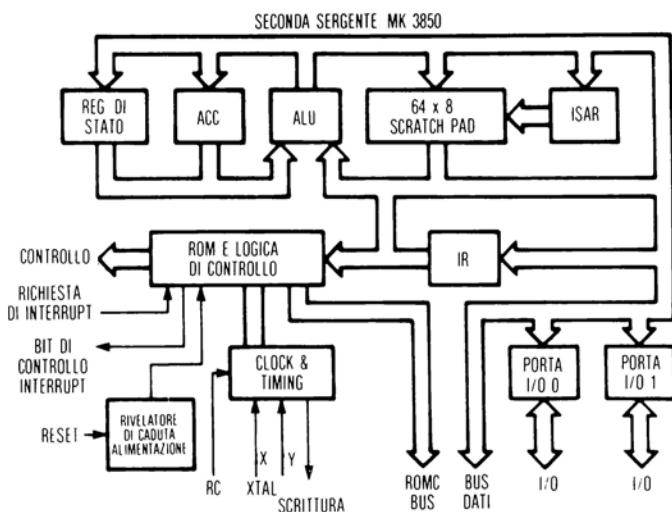 SECONDA SERGENTE MK 3850
REG DI
STATO
ACC
ALU
64 x 8
SCRATCH PAD
ISAR
CONTROLLO
ROM E LOGICA
DI CONTROLLO
IR
RICHIESTA
DI INTERRUPT
BIT DI
CONTROLLO
INTERRUPT
CLOCK &
TIMING
PORTA
I/O 0
PORTA
I/O 1
RESET
RIVELATORE
DI CADUTA
ALIMENTAZIONE
RC
X
XTAL
Y
SCRITTURA
ROMC
BUS
BUS
DATI
I/O
I/O